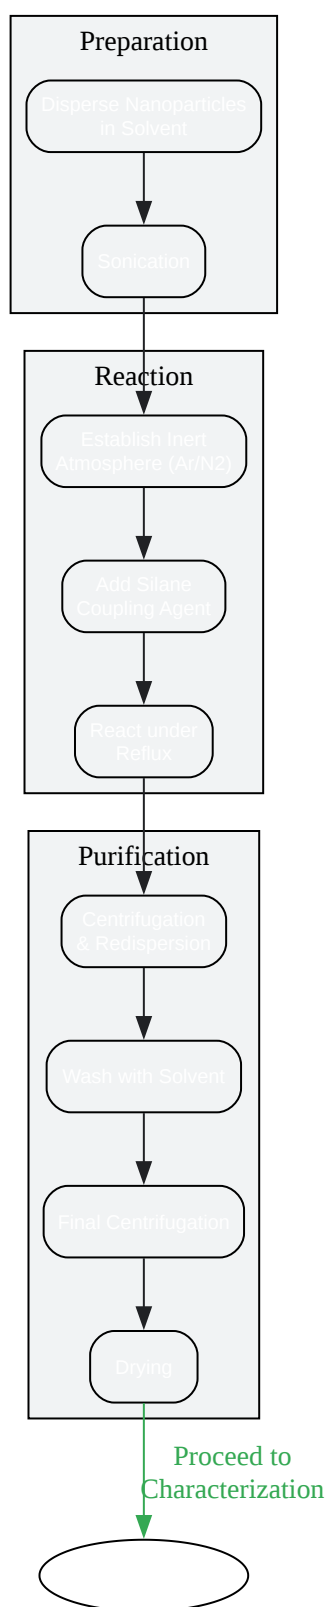 Preparation
Disperse Nanoparticles
in Solvent
Sonication
Reaction
Establish Inert
Atmosphere (Ar/N2)
Add Silane
Coupling Agent
React under
Reflux
Purification
Centrifugation
& Redispersion
Wash with Solvent
Final Centrifugation
Drying
Proceed to
Characterization